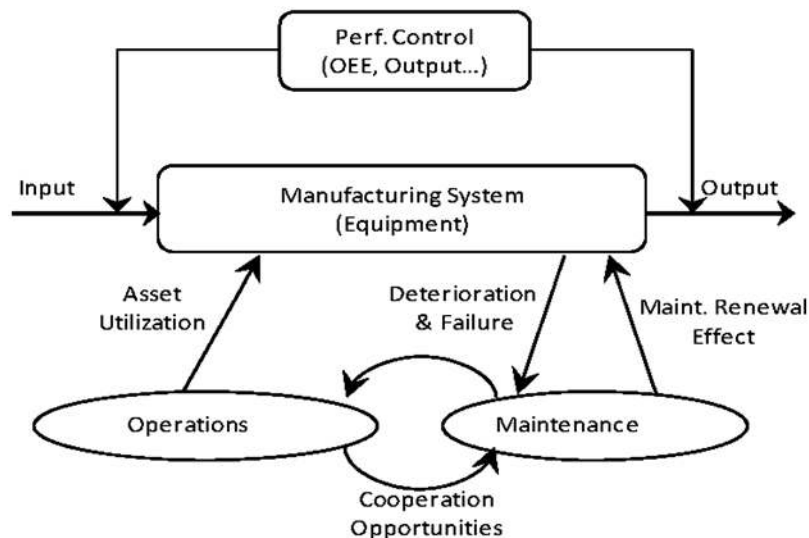 Perf. Control
(OEE, Output...)
Input
Manufacturing System
(Equipment)
Output
Asset
Utilization
Deterioration
& Failure
Maint. Renewal
Effect
Operations
Maintenance
Cooperation
Opportunities